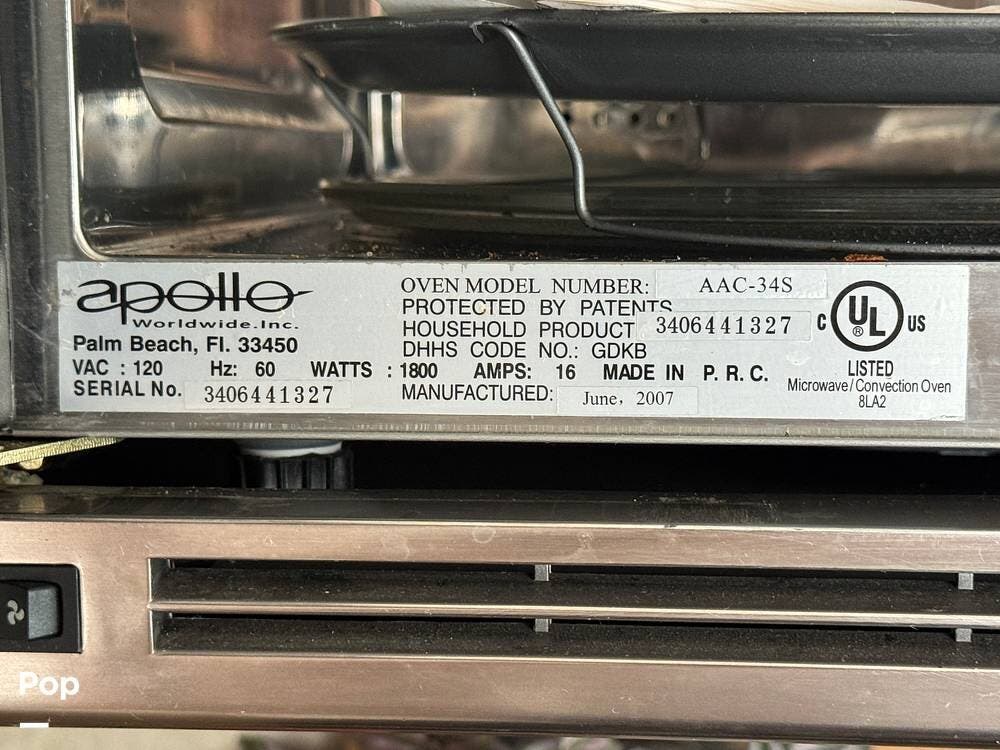 apollo
Worldwide.Inc.
Palm Beach, Fl. 33450
OVEN MODEL NUMBER: AAC-34S
PROTECTED BY PATENTS
HOUSEHOLD PRODUCT 3406441327
DHHS CODE NO.: GDKB
VAC : 120 Hz: 60 WATTS : 1800 AMPS: 16 MADE IN P. R. C.
SERIAL No. 3406441327 MANUFACTURED: June, 2007
C UL US
LISTED
Microwave/Convection Oven
8LA2
Pop